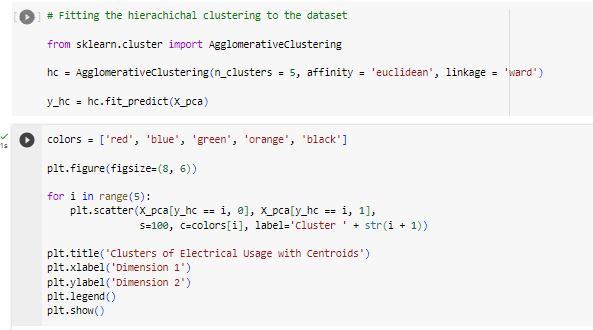 # Fitting the hierachichal clustering to the dataset
from sklearn.cluster import AgglomerativeClustering
hc = AgglomerativeClustering(n_clusters = 5, affinity = 'euclidean', linkage = 'ward')
y_hc = hc.fit_predict(X_pca)
1s
colors = ['red', 'blue', 'green', 'orange', 'black']
plt.figure(figsize=(8, 6))
for i in range(5):
plt.scatter(X_pca[y_hc == i, 0], X_pca[y_hc == i, 1],
s=100, c=colors[i], label='Cluster ' + str(i + 1))
plt.title('Clusters of Electrical Usage with Centroids')
plt.xlabel('Dimension 1')
plt.ylabel('Dimension 2')
plt.legend()
plt.show()